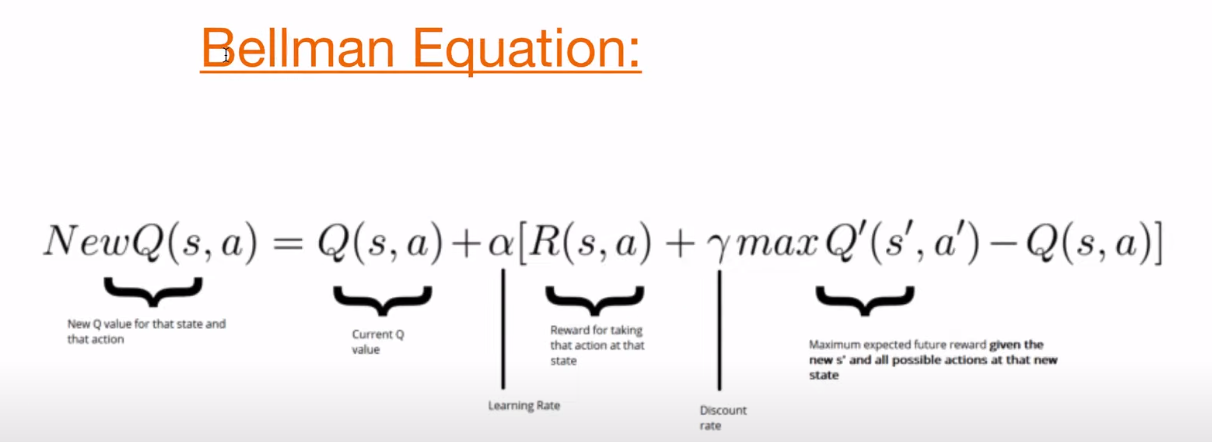 Bellman Equation:
NewQ(s, a) = Q(s, a)+α[R(s, a) + γmaxQ′(s′, a′)−Q(s, a)]
New Q value for that state and
that action
Current Q
value
Reward for taking
that action at that
state
Maximum expected future reward given the
new s' and all possible actions at that new
state
Learning Rate
Discount
rate